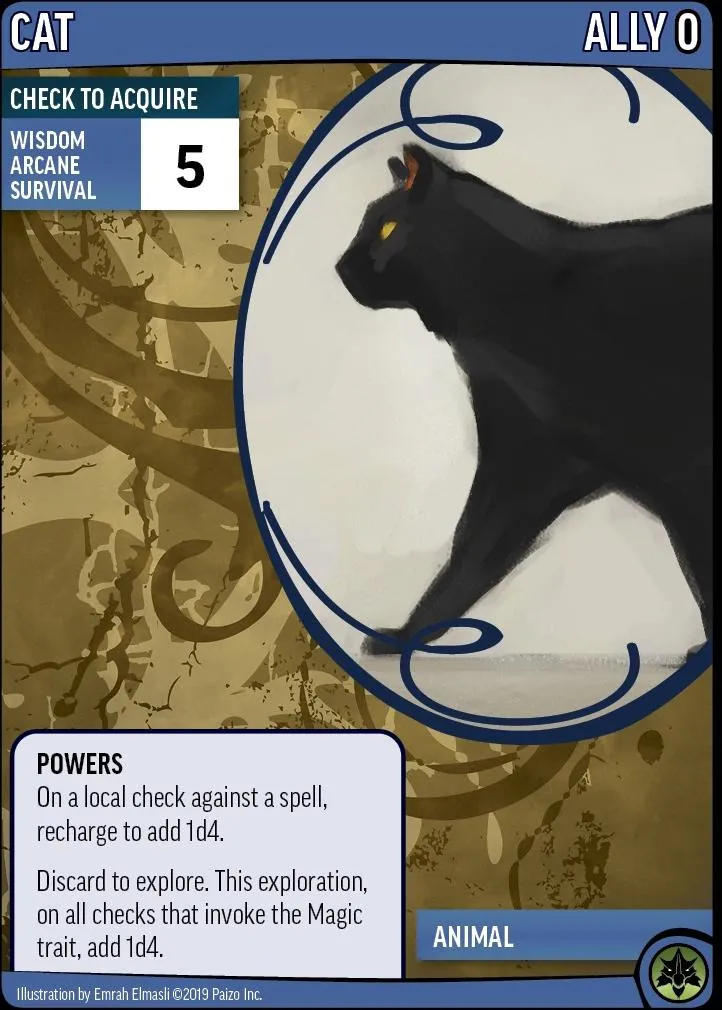 CAT
ALLY 0
CHECK TO ACQUIRE
WISDOM
ARCANE
SURVIVAL
5
POWERS
On a local check against a spell,
recharge to add 1d4.
Discard to explore. This exploration,
on all checks that invoke the Magic
trait, add 1d4.
ANIMAL
Illustration by Emrah Elmasli ©2019 Paizo Inc.